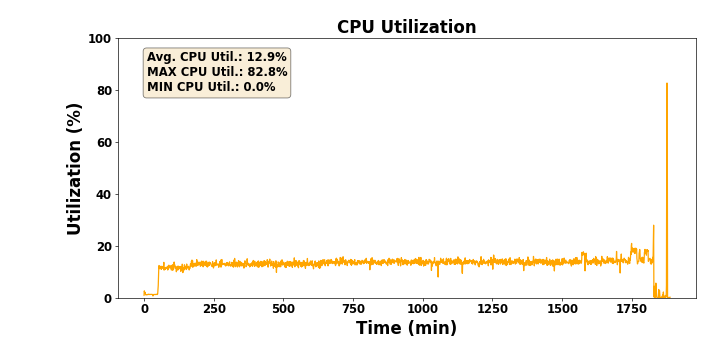 CPU Utilization
Avg. CPU Util.: 12.9%
MAX CPU Util.: 82.8%
MIN CPU Util.: 0.0%
Utilization (%)
100
80
60
40
20
0
0 250 500 750 1000 1250 1500 1750
Time (min)